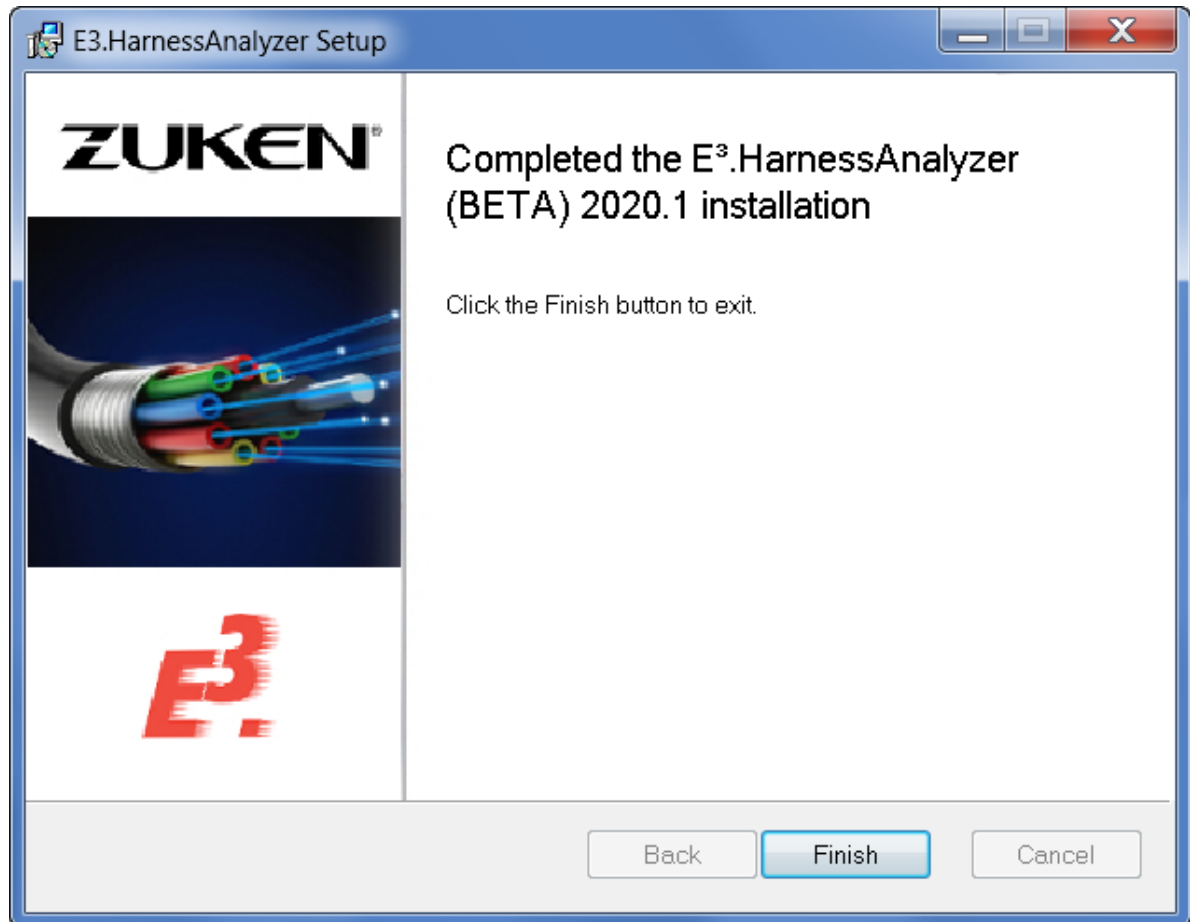 E3.HarnessAnalyzer Setup
X
ZUKEN®
Completed the E³.HarnessAnalyzer
(BETA) 2020.1 installation
Click the Finish button to exit.
E³.
Back
Finish
Cancel